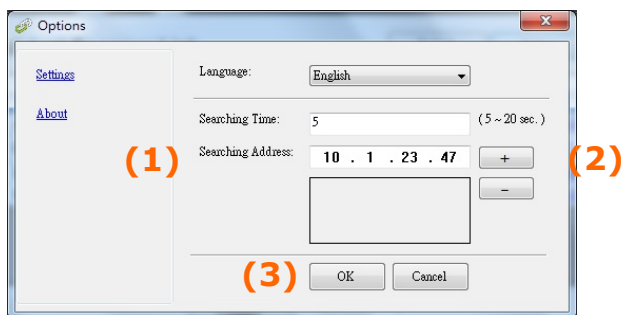 Options
Settings
About
Language:
English
Searching Time:
5
(5~20 sec.)
(1)
Searching Address:
10 . 1 . 23 . 47
+
(2)
–
(3)
OK
Cancel